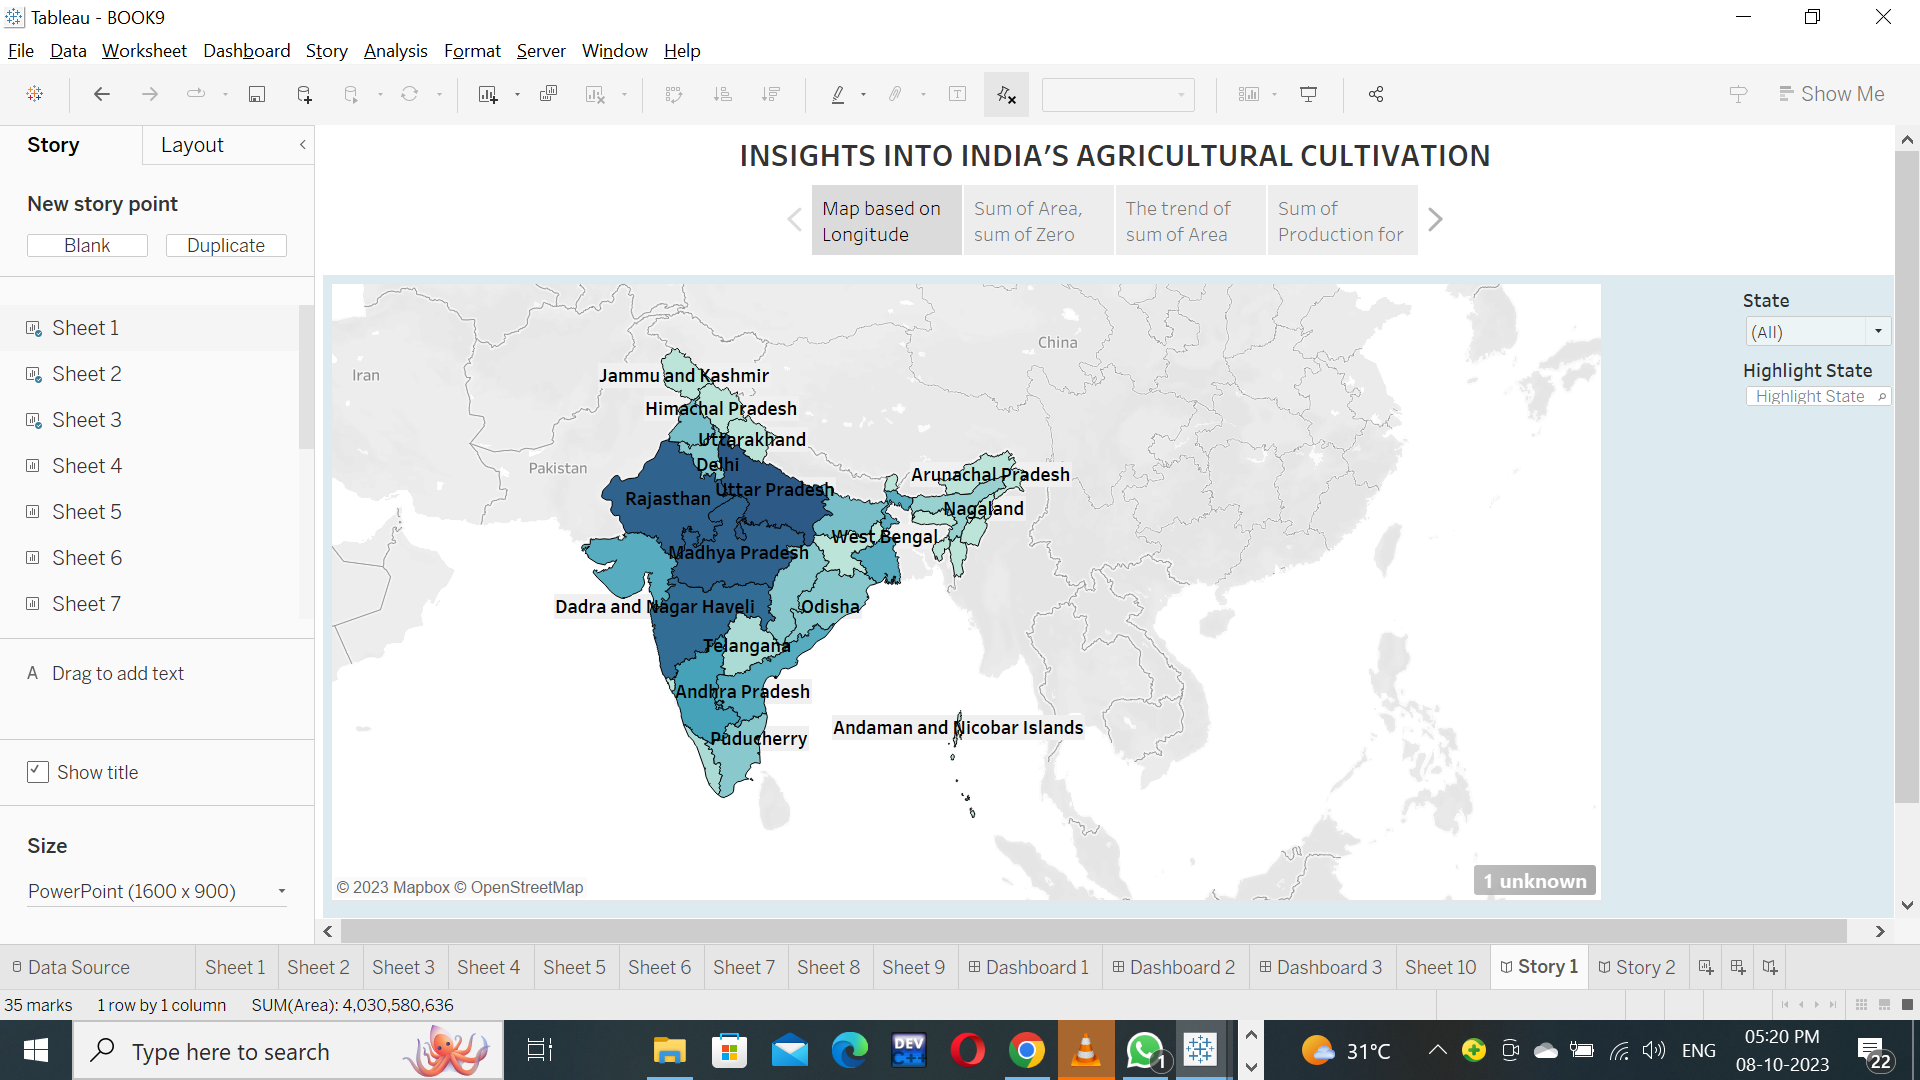 Tableau - BOOK9
File Data Worksheet Dashboard Story Analysis Format Server Window Help
Show Me
Story Layout
New story point
Blank Duplicate
Sheet 1
Sheet 2
Sheet 3
Sheet 4
Sheet 5
Sheet 6
Sheet 7
A Drag to add text
Show title
Size
PowerPoint (1600 x 900)
INSIGHTS INTO INDIA'S AGRICULTURAL CULTIVATION
Map based on
Longitude
Sum of Area,
sum of Zero
The trend of
sum of Area
Sum of
Production for
China
Iran
Jammu and Kashmir
Himachal Pradesh
Uttarakhand
Delhi
Pakistan
Arunachal Pradesh
Uttar Pradesh
Rajasthan
Nagaland
West Bengal
Madhya Pradesh
Dadra and Nagar Haveli
Odisha
Telangana
Andhra Pradesh
Andaman and Nicobar Islands
Puducherry
© 2023 Mapbox © OpenStreetMap
1 unknown
State
(All)
Highlight State
Highlight State
Data Source Sheet 1 Sheet 2 Sheet 3 Sheet 4 Sheet 5 Sheet 6 Sheet 7 Sheet 8 Sheet 9 Dashboard 1 Dashboard 2 Dashboard 3 Sheet 10 Story 1 Story 2
35 marks 1 row by 1 column SUM(Area): 4,030,580,636
Type here to search
DEV
C++
1
31°C
ENG
05:20 PM
08-10-2023
22